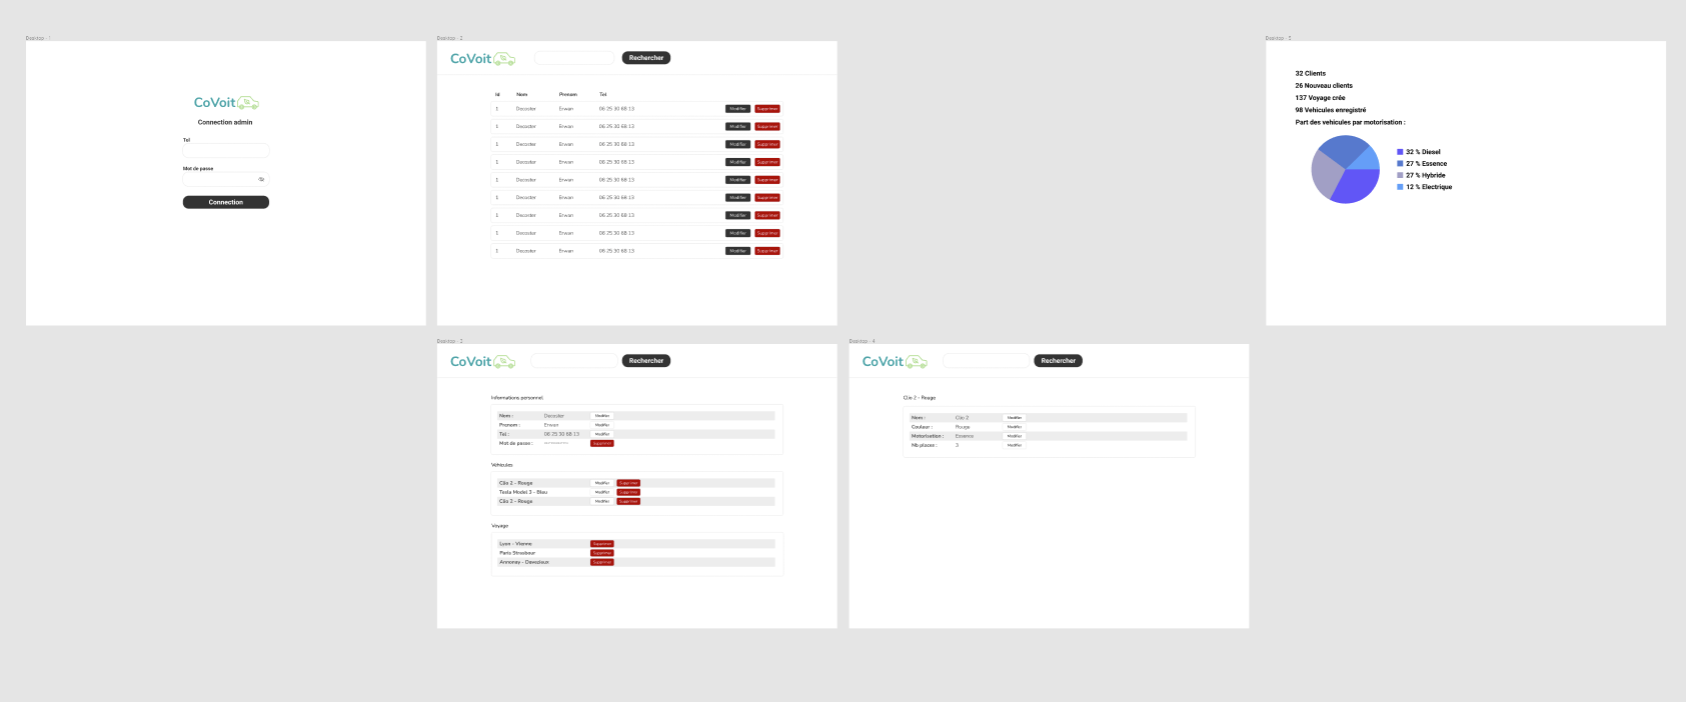 Desktop - 1
CoVoit
Connection admin
Tel
Mot de passe
Connection
Desktop - 2
CoVoit
Rechercher
Id Nom Prenom Tel
1 Decoster Erwan 06 25 30 68 13 Modifier Supprimer
1 Decoster Erwan 06 25 30 68 13 Modifier Supprimer
1 Decoster Erwan 06 25 30 68 13 Modifier Supprimer
1 Decoster Erwan 06 25 30 68 13 Modifier Supprimer
1 Decoster Erwan 06 25 30 68 13 Modifier Supprimer
1 Decoster Erwan 06 25 30 68 13 Modifier Supprimer
1 Decoster Erwan 06 25 30 68 13 Modifier Supprimer
1 Decoster Erwan 06 25 30 68 13 Modifier Supprimer
1 Decoster Erwan 06 25 30 68 13 Modifier Supprimer
Desktop - 5
32 Clients
26 Nouveau clients
137 Voyage crée
98 Vehicules enregistré
Part des vehicules par motorisation :
32 % Diesel
27 % Essence
27 % Hybride
12 % Electrique
Desktop - 3
CoVoit
Rechercher
Informations personnel
Nom : Decoster Modifier
Prenom : Erwan Modifier
Tel : 06 25 30 68 13 Modifier
Mot de passe : Supprimer
Vehicules
Clio 2 - Rouge Modifier Supprimer
Tesla Model 3 - Bleu Modifier Supprimer
Clio 2 - Rouge Modifier Supprimer
Voyage
Lyon - Vienne Supprimer
Paris Supprimer
Annonay - Davezieux Supprimer
Desktop - 4
CoVoit
Rechercher
Clio 2 - Rouge
Nom : Clio 2 Modifier
Couleur : Rouge Modifier
Motorisation : Essence Modifier
Nb places : 3 Modifier